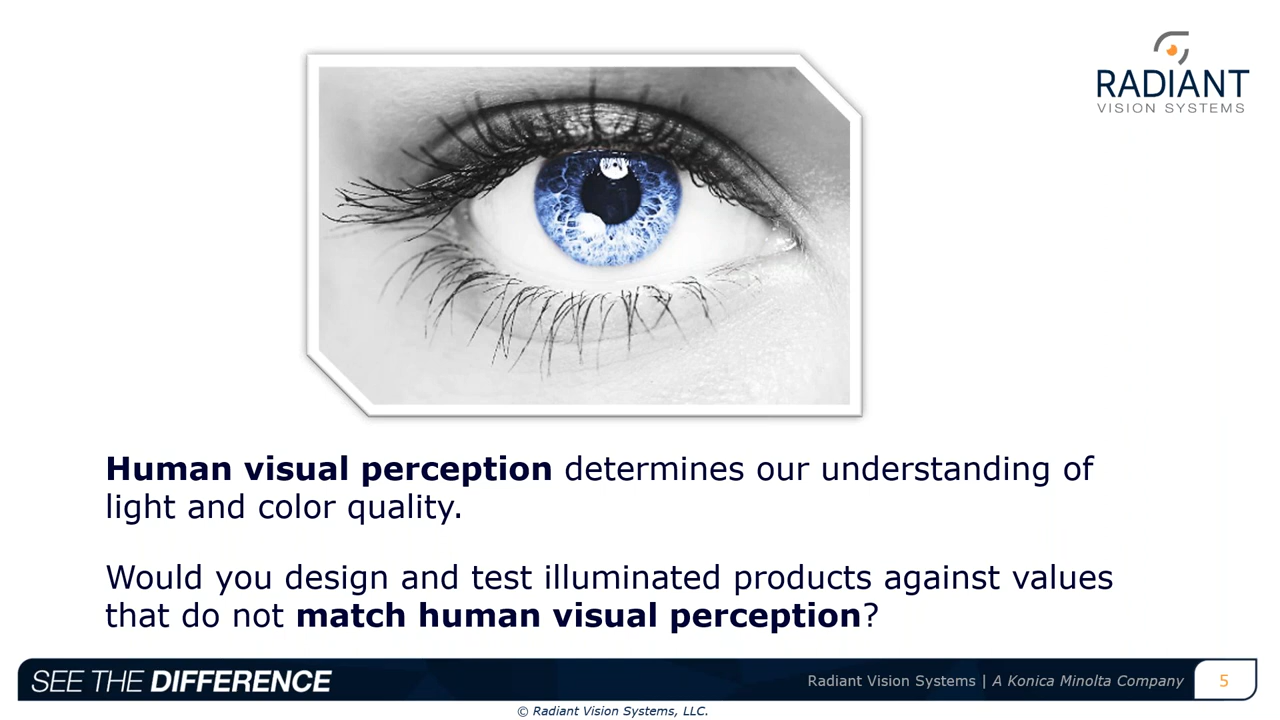 RADIANT
VISION SYSTEMS
Human visual perception determines our understanding of
light and color quality.
Would you design and test illuminated products against values
that do not match human visual perception?
SEE THE DIFFERENCE
Radiant Vision Systems | A Konica Minolta Company
5
© Radiant Vision Systems, LLC.